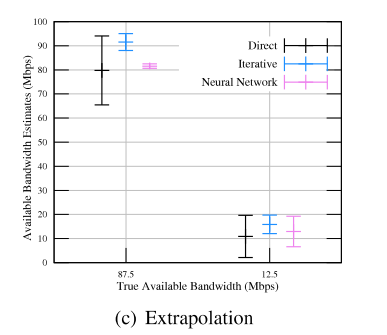 100
90
80
70
60
50
40
30
20
10
0
Available Bandwidth Estimates (Mbps)
Direct
Iterative
Neural Network
87.5 12.5
True Available Bandwidth (Mbps)
(c) Extrapolation